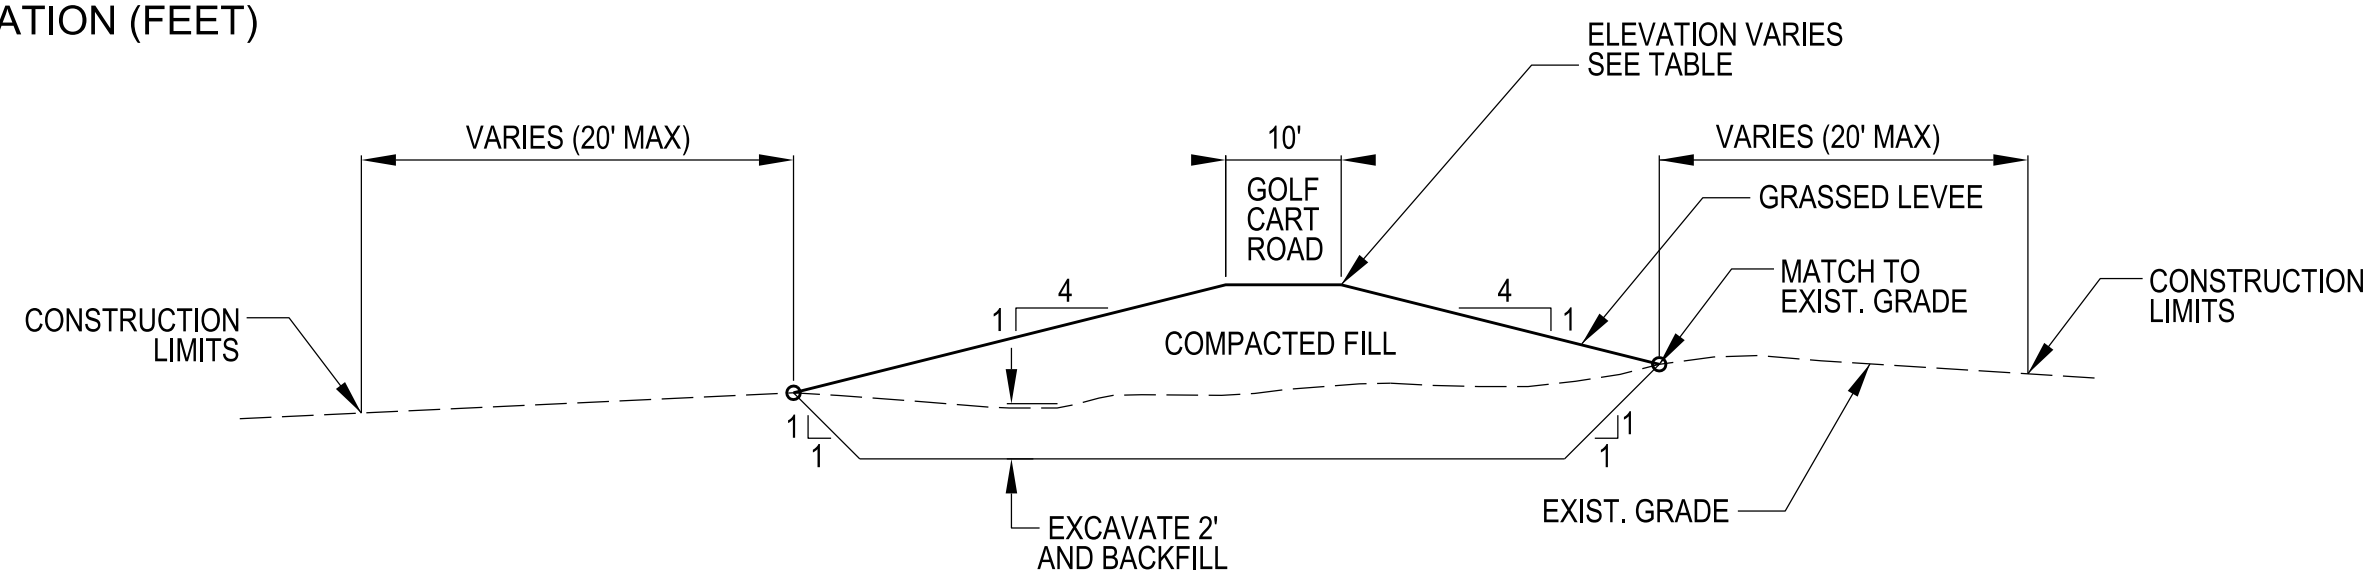 ATION (FEET)
ELEVATION VARIES
SEE TABLE
VARIES (20' MAX)
10'
VARIES (20' MAX)
GOLF
CART
ROAD
GRASSED LEVEE
MATCH TO
EXIST. GRADE
CONSTRUCTION
LIMITS
CONSTRUCTION
LIMITS
4
1
4
1
COMPACTED FILL
1
1
1
1
EXCAVATE 2'
AND BACKFILL
EXIST. GRADE